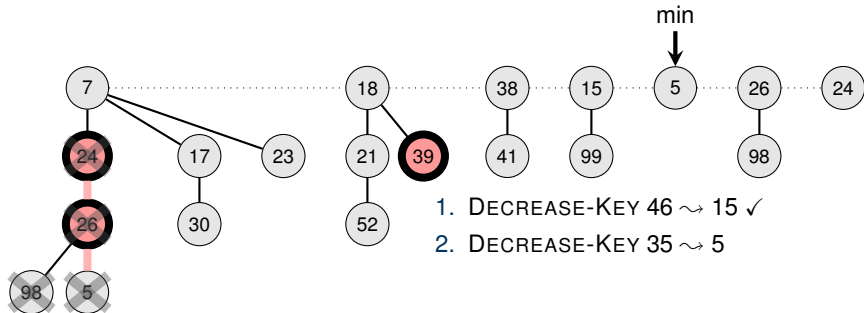 min
7 18 38 15 5 26 24
24 17 23 21 39 41 99 98
26 30 52
1. DECREASE-KEY 46 ⤳ 15 ✓
2. DECREASE-KEY 35 ⤳ 5
98 5